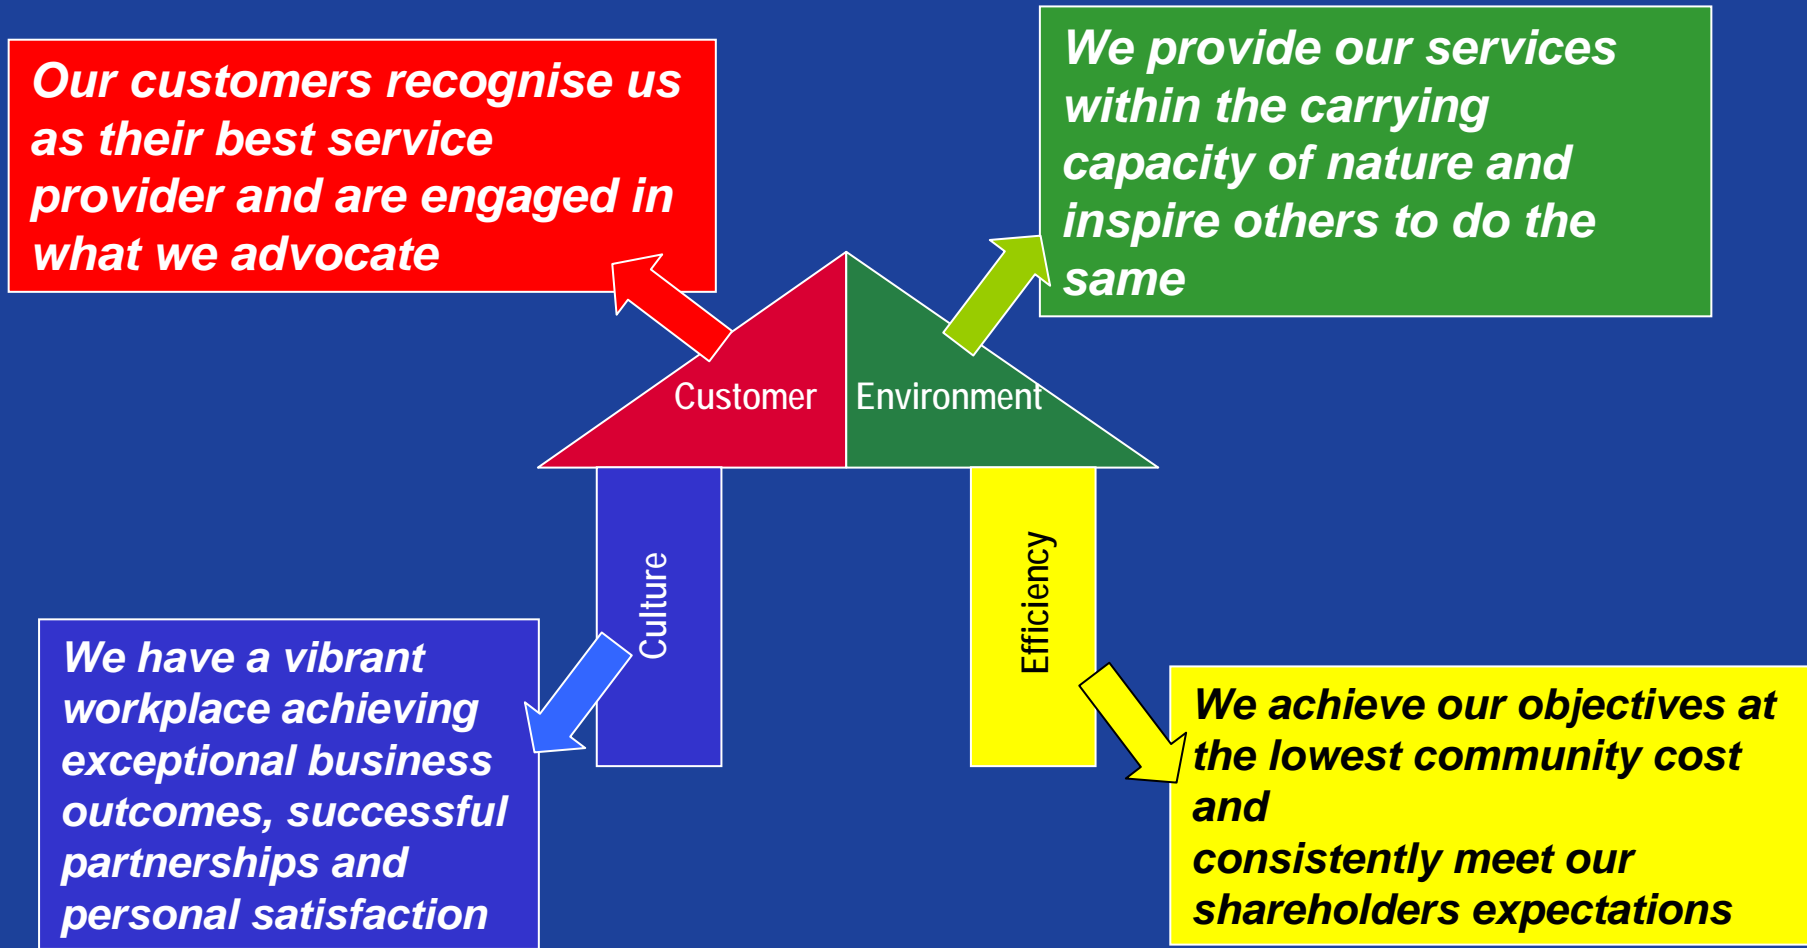 Our customers recognise us
as their best service
provider and are engaged in
what we advocate
We provide our services
within the carrying
capacity of nature and
inspire others to do the
same
Customer
Environment
Culture
Efficiency
We have a vibrant
workplace achieving
exceptional business
outcomes, successful
partnerships and
personal satisfaction
We achieve our objectives at
the lowest community cost
and
consistently meet our
shareholders expectations